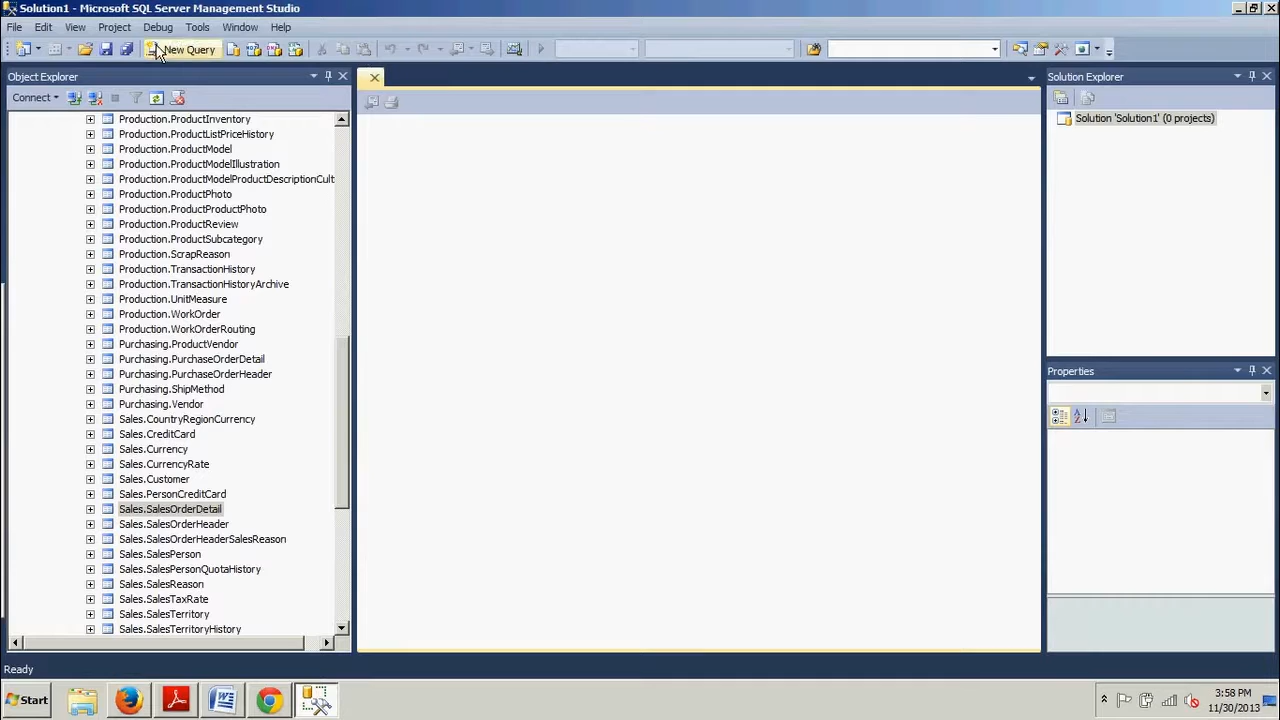 Solution1 - Microsoft SQL Server Management Studio
File Edit View Project Debug Tools Window Help
New Query
Object Explorer
Connect
Production.ProductInventory
Production.ProductListPriceHistory
Production.ProductModel
Production.ProductModelIllustration
Production.ProductModelProductDescriptionCult
Production.ProductPhoto
Production.ProductProductPhoto
Production.ProductReview
Production.ProductSubcategory
Production.ScrapReason
Production.TransactionHistory
Production.TransactionHistoryArchive
Production.UnitMeasure
Production.WorkOrder
Production.WorkOrderRouting
Purchasing.ProductVendor
Purchasing.PurchaseOrderDetail
Purchasing.PurchaseOrderHeader
Purchasing.ShipMethod
Purchasing.Vendor
Sales.CountryRegionCurrency
Sales.CreditCard
Sales.Currency
Sales.CurrencyRate
Sales.Customer
Sales.PersonCreditCard
Sales.SalesOrderDetail
Sales.SalesOrderHeader
Sales.SalesOrderHeaderSalesReason
Sales.SalesPerson
Sales.SalesPersonQuotaHistory
Sales.SalesReason
Sales.SalesTaxRate
Sales.SalesTerritory
Sales.SalesTerritoryHistory
Solution Explorer
Solution 'Solution1' (0 projects)
Properties
Ready
Start
3:58 PM
11/30/2013